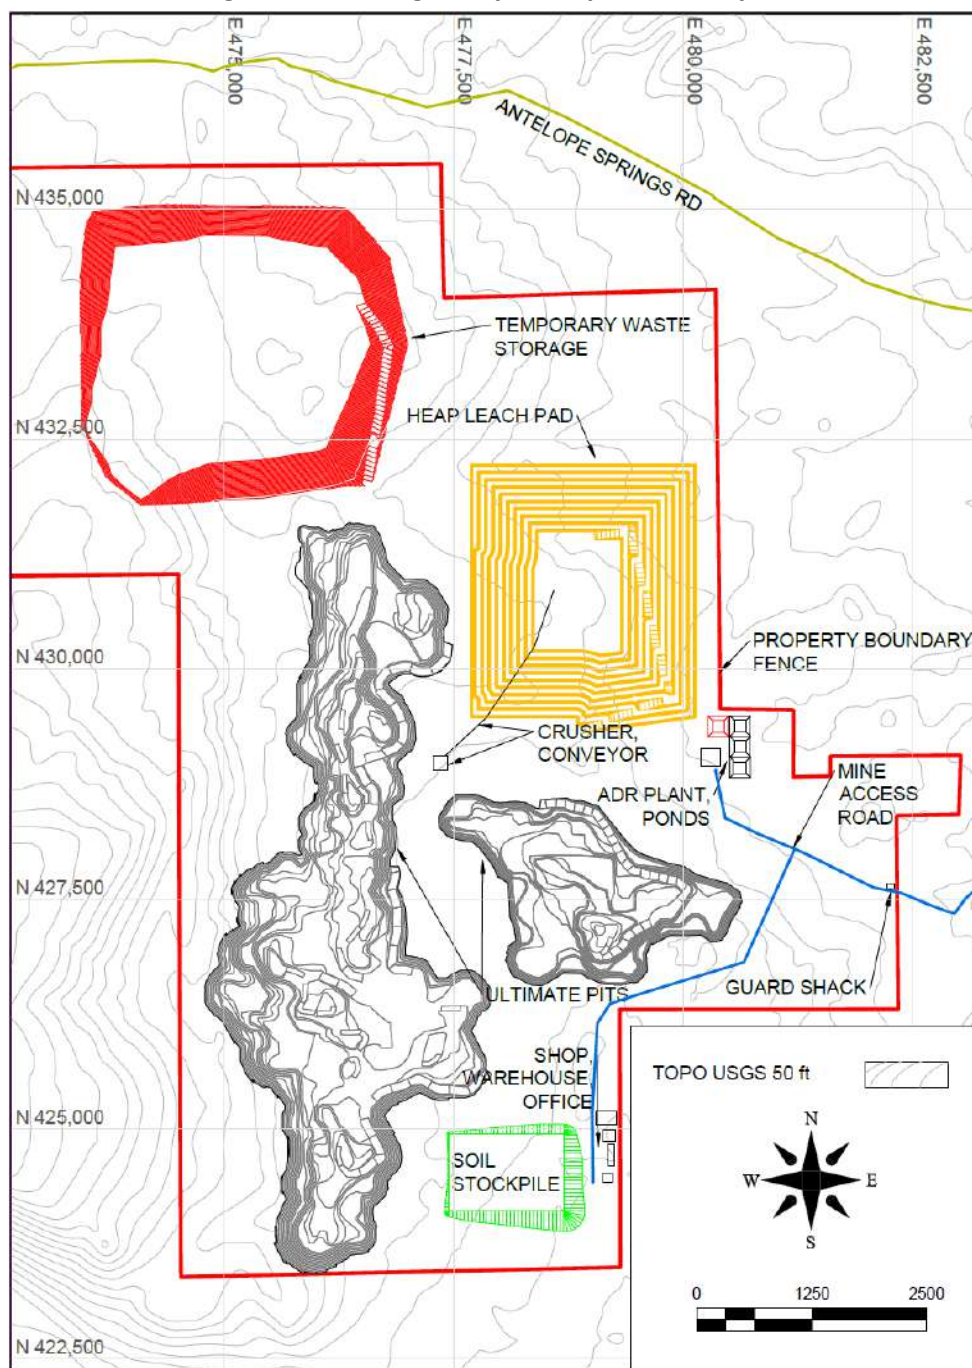 E 475,000
E 477,500
E 480,000
E 482,500
ANTELOPE SPRINGS RD
N 435,000
TEMPORARY WASTE
STORAGE
HEAP LEACH PAD
N 432,500
PROPERTY BOUNDARY
FENCE
N 430,000
CRUSHER,
CONVEYOR
MINE
ACCESS
ROAD
ADR PLANT,
PONDS
N 427,500
GUARD SHACK
ULTIMATE PITS
SHOP,
WAREHOUSE,
OFFICE
TOPO USGS 50 ft
N 425,000
SOIL
STOCKPILE
N
W
E
S
0 1250 2500
N 422,500